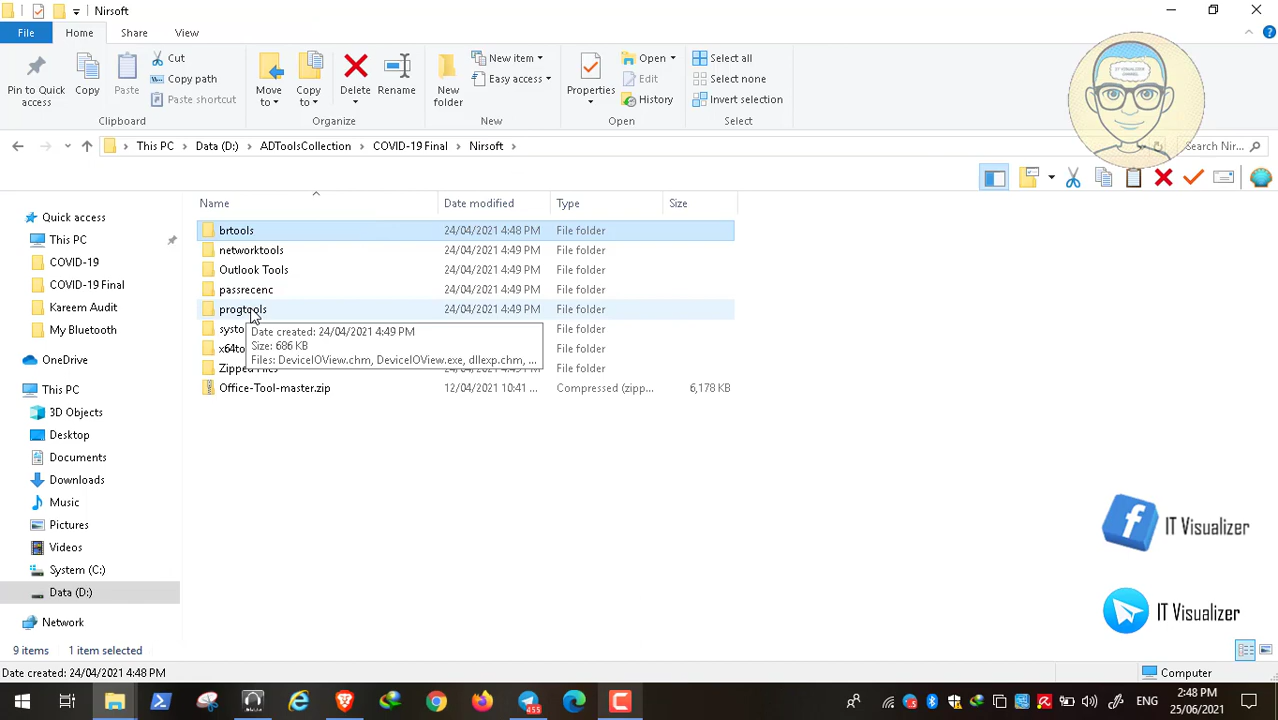 Nirsoft
File Home Share View
Pin to Quick access
Copy
Paste
Cut
Copy path
Paste shortcut
Clipboard
Move to
Copy to
Delete
Rename
Organize
New folder
New item
Easy access
New
Properties
Open
Edit
History
Open
Select all
Select none
Invert selection
Select
IT VISUALIZER CHANNEL
This PC Data (D:) ADToolsCollection COVID-19 Final Nirsoft
Search Nir...
Name Date modified Type Size
brtools 24/04/2021 4:48 PM File folder
networktools 24/04/2021 4:49 PM File folder
Outlook Tools 24/04/2021 4:49 PM File folder
passrecenc 24/04/2021 4:49 PM File folder
progtools 24/04/2021 4:49 PM File folder
File folder
File folder
File folder
Office-Tool-master.zip 12/04/2021 10:41 ... Compressed (zipp... 6,178 KB
Date created: 24/04/2021 4:49 PM
Size: 686 KB
Files: DeviceIOView.chm, DeviceIOView.exe, dllexp.chm, ...
Quick access
This PC
COVID-19
COVID-19 Final
Kareem Audit
My Bluetooth
OneDrive
This PC
3D Objects
Desktop
Documents
Downloads
Music
Pictures
Videos
System (C:)
Data (D:)
Network
IT Visualizer
IT Visualizer
9 items 1 item selected
Date created: 24/04/2021 4:48 PM
Computer
455
ENG
2:48 PM
25/06/2021